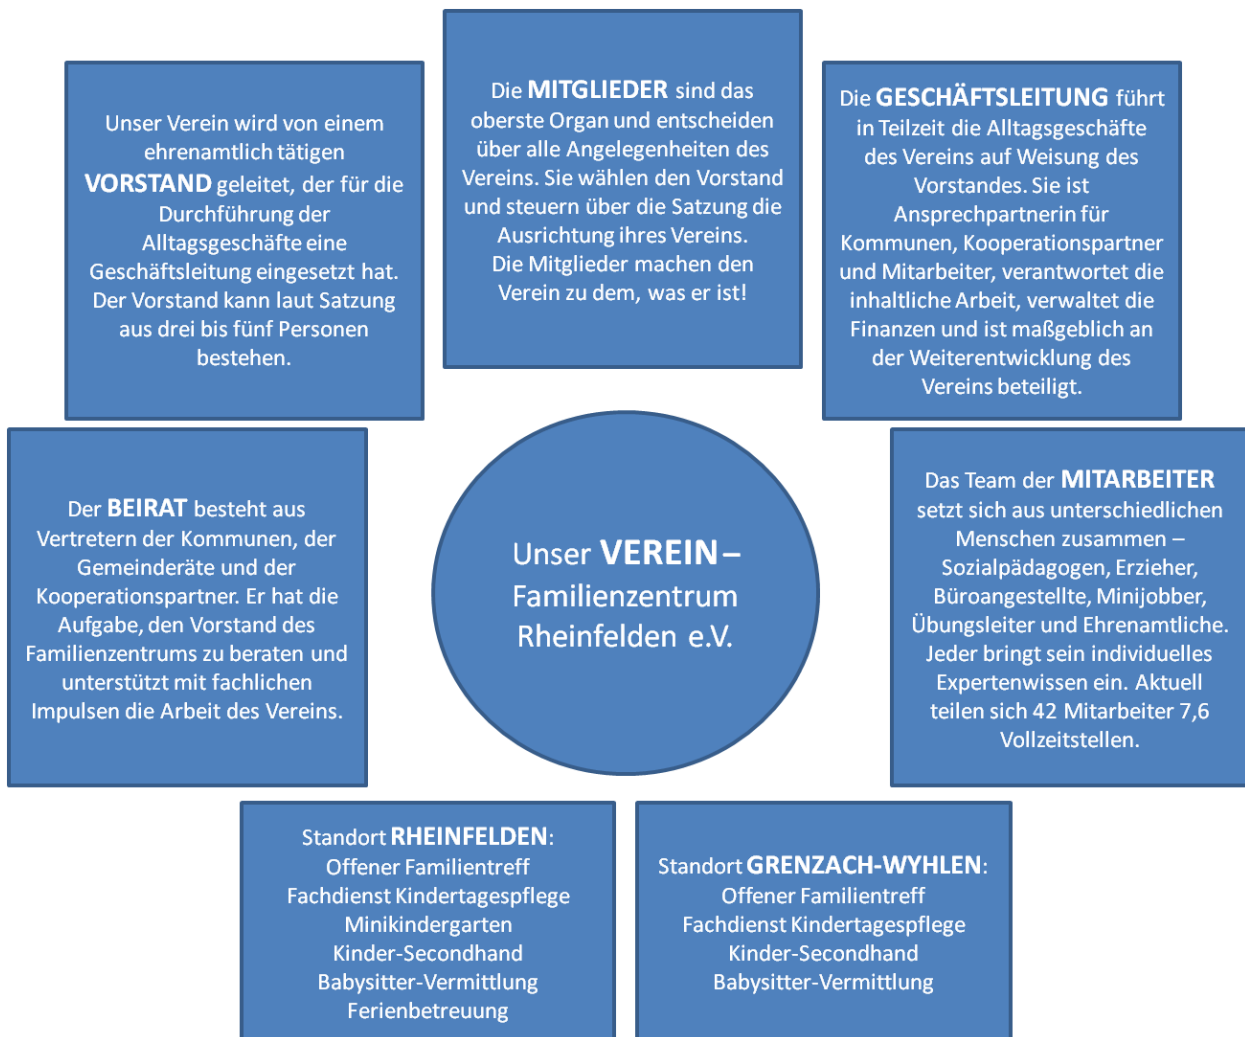 Die MITGLIEDER sind das
oberste Organ und entscheiden
über alle Angelegenheiten des
Vereins. Sie wählen den Vorstand
und steuern über die Satzung die
Ausrichtung ihres Vereins.
Die Mitglieder machen den
Verein zu dem, was er ist!
Unser Verein wird von einem
ehrenamtlich tätigen
VORSTAND geleitet, der für die
Durchführung der
Alltagsgeschäfte eine
Geschäftsleitung eingesetzt hat.
Der Vorstand kann laut Satzung
aus drei bis fünf Personen
bestehen.
Die GESCHÄFTSLEITUNG führt
in Teilzeit die Alltagsgeschäfte
des Vereins auf Weisung des
Vorstandes. Sie ist
Ansprechpartnerin für
Kommunen, Kooperationspartner
und Mitarbeiter, verantwortet die
inhaltliche Arbeit, verwaltet die
Finanzen und ist maßgeblich an
der Weiterentwicklung des
Vereins beteiligt.
Der BEIRAT besteht aus
Vertretern der Kommunen, der
Gemeinderäte und der
Kooperationspartner. Er hat die
Aufgabe, den Vorstand des
Familienzentrums zu beraten und
unterstützt mit fachlichen
Impulsen die Arbeit des Vereins.
Unser VEREIN –
Familienzentrum
Rheinfelden e.V.
Das Team der MITARBEITER
setzt sich aus unterschiedlichen
Menschen zusammen –
Sozialpädagogen, Erzieher,
Büroangestellte, Minijobber,
Übungsleiter und Ehrenamtliche.
Jeder bringt sein individuelles
Expertenwissen ein. Aktuell
teilen sich 42 Mitarbeiter 7,6
Vollzeitstellen.
Standort RHEINFELDEN:
Offener Familientreff
Fachdienst Kindertagespflege
Minikindergarten
Kinder-Secondhand
Babysitter-Vermittlung
Ferienbetreuung
Standort GRENZACH-WYHLEN:
Offener Familientreff
Fachdienst Kindertagespflege
Kinder-Secondhand
Babysitter-Vermittlung